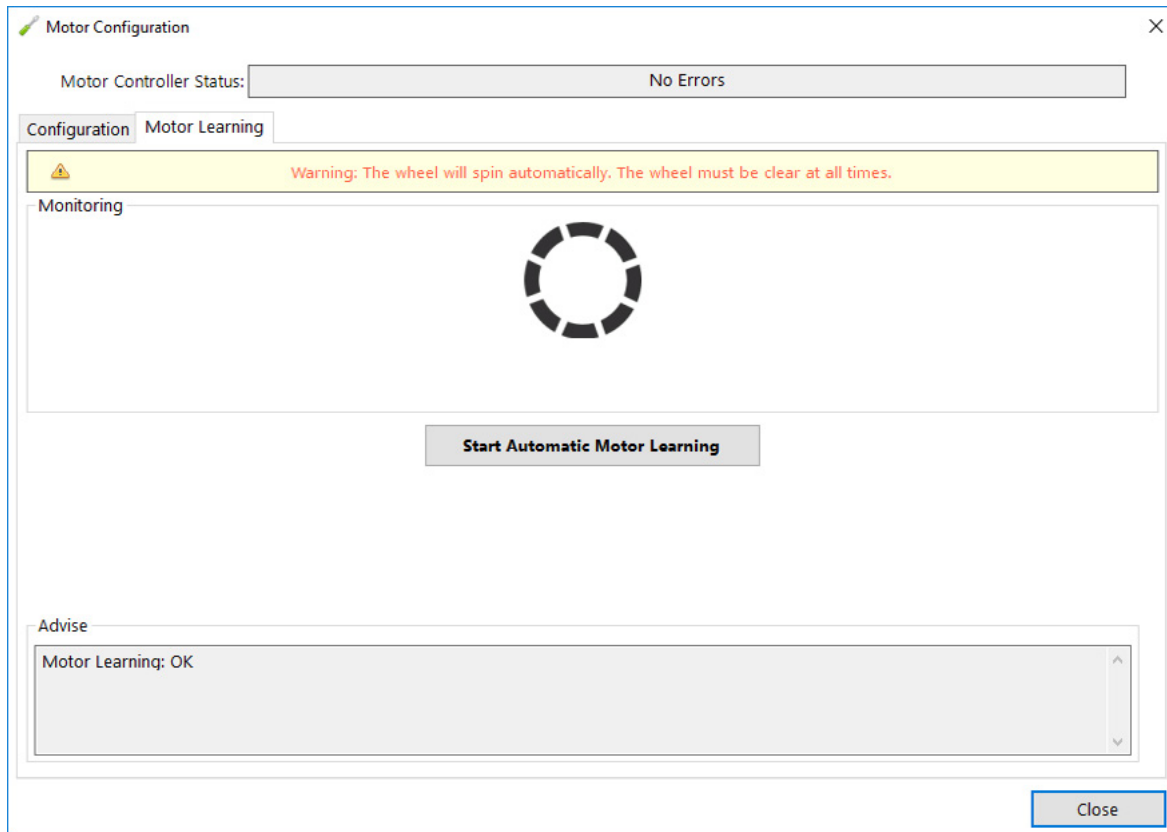 Motor Configuration
Motor Controller Status: No Errors
Configuration Motor Learning
Warning: The wheel will spin automatically. The wheel must be clear at all times.
Monitoring
Start Automatic Motor Learning
Advise
Motor Learning: OK
Close